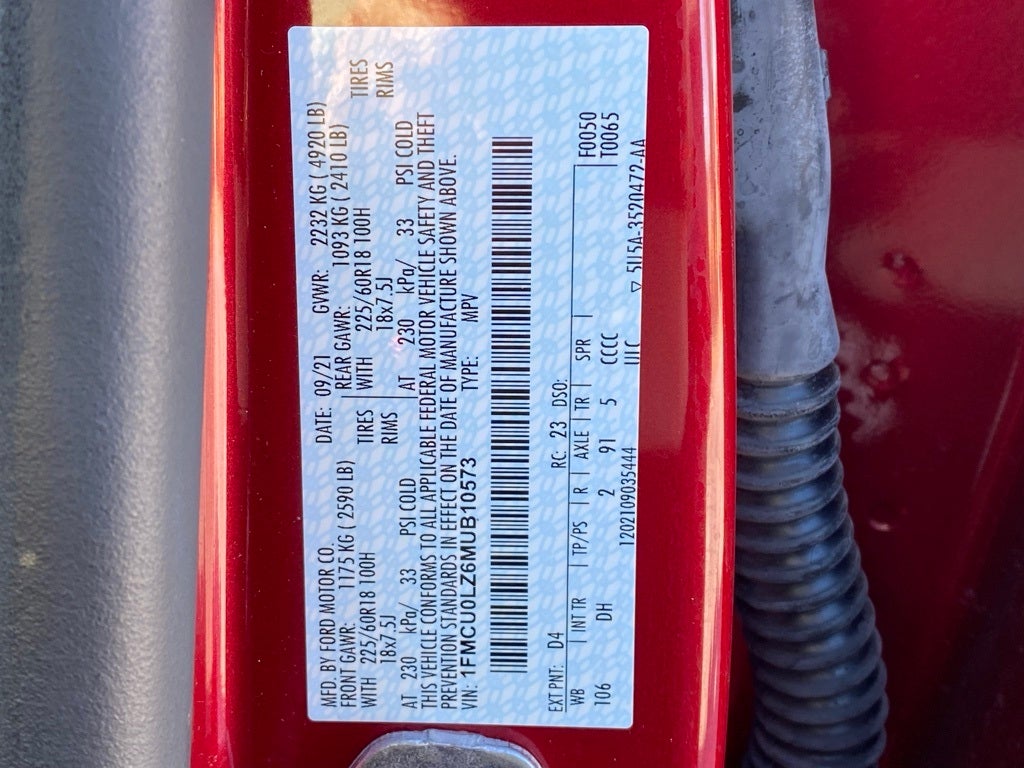 MFD. BY FORD MOTOR CO. DATE: 09/21 GVWR: 2232 KG ( 4920 LB)
FRONT GAWR: 1175 KG ( 2590 LB) REAR GAWR: 1093 KG ( 2410 LB)
WITH 225/60R18 100H TIRES WITH 225/60R18 100H TIRES
18x7.5J RIMS 18x7.5J RIMS
AT 230 kPa/ 33 PSI COLD AT 230 kPa/ 33 PSI COLD
THIS VEHICLE CONFORMS TO ALL APPLICABLE FEDERAL MOTOR VEHICLE SAFETY AND THEFT
PREVENTION STANDARDS IN EFFECT ON THE DATE OF MANUFACTURE SHOWN ABOVE.
VIN: 1FMCU0LZ6MUB10573 TYPE: MPV
EXT PNT: D4 RC: 23 DSO: F0050
WB INT TR TP/PS R AXLE TR SPR T0065
106 DH 2 91 5 CCCC
120210903544​4 UIC ▽ 5U5A-3520472-AA